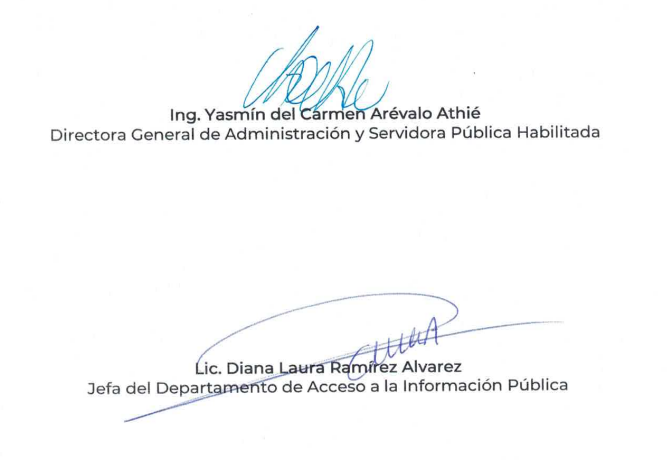 Ing. Yasmín del Carmen Arévalo Athié
Directora General de Administración y Servidora Pública Habilitada
Lic. Diana Laura Ramírez Alvarez
Jefa del Departamento de Acceso a la Información Pública